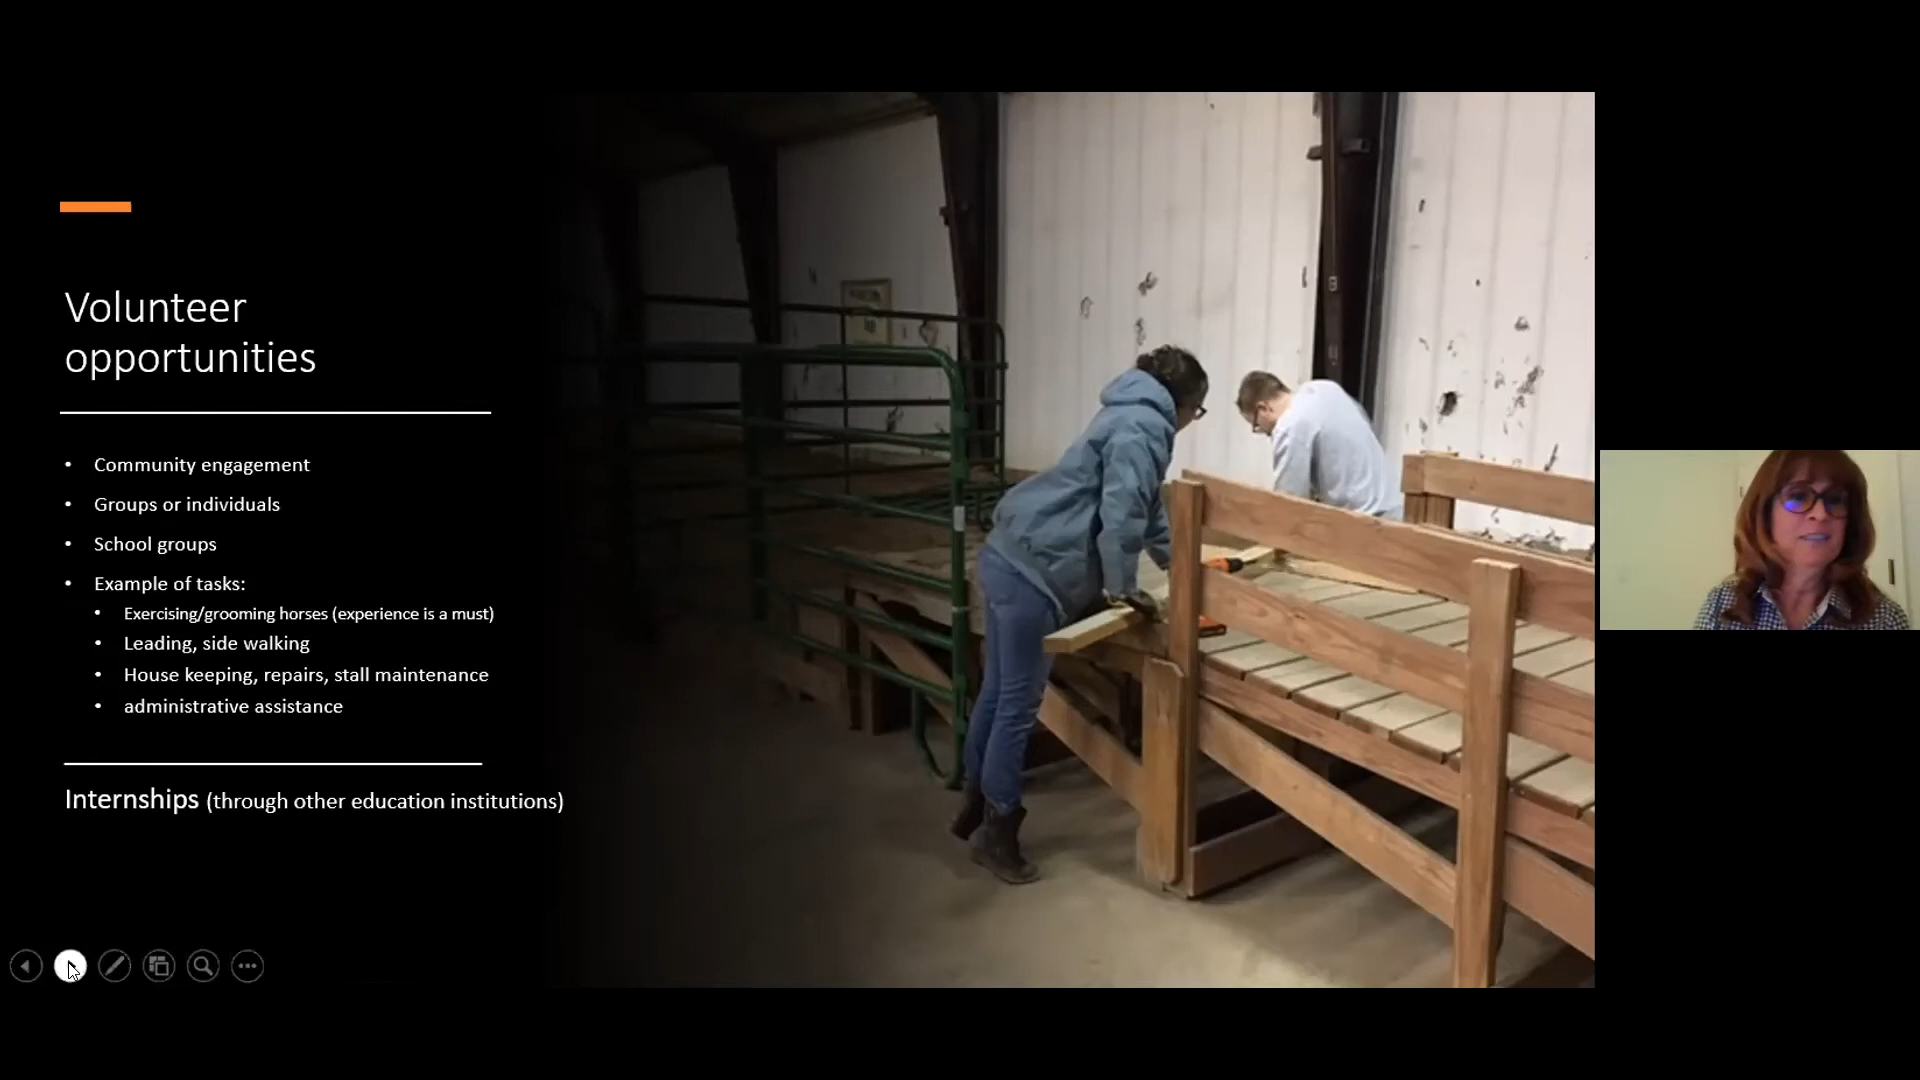 Volunteer
opportunities
• Community engagement
• Groups or individuals
• School groups
• Example of tasks:
• Exercising/grooming horses (experience is a must)
• Leading, side walking
• House keeping, repairs, stall maintenance
• administrative assistance
Internships (through other education institutions)